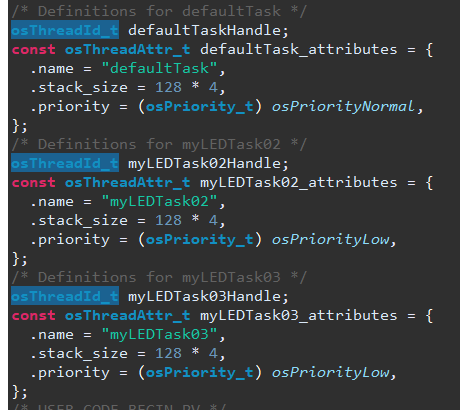 /* Definitions for defaultTask */
osThreadId_t defaultTaskHandle;
const osThreadAttr_t defaultTask_attributes = {
  .name = "defaultTask",
  .stack_size = 128 * 4,
  .priority = (osPriority_t) osPriorityNormal,
};
/* Definitions for myLEDTask02 */
osThreadId_t myLEDTask02Handle;
const osThreadAttr_t myLEDTask02_attributes = {
  .name = "myLEDTask02",
  .stack_size = 128 * 4,
  .priority = (osPriority_t) osPriorityLow,
};
/* Definitions for myLEDTask03 */
osThreadId_t myLEDTask03Handle;
const osThreadAttr_t myLEDTask03_attributes = {
  .name = "myLEDTask03",
  .stack_size = 128 * 4,
  .priority = (osPriority_t) osPriorityLow,
};
/* USER CODE BEGIN PV */